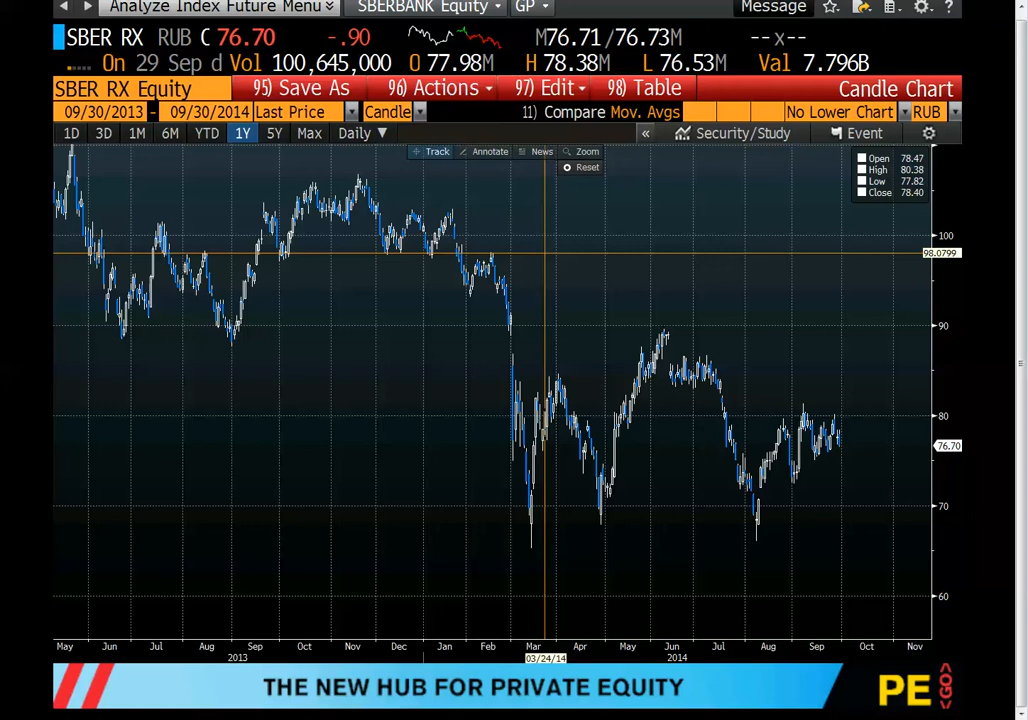 Analyze Index Future Menu SBERBANK Equity GP Message ?
SBER RX RUB C 76.70 -.90 M76.71/76.73M --x--
On 29 Sep d Vol 100,645,000 O 77.98M H 78.38M L 76.53M Val 7.796B
SBER RX Equity 95) Save As 96) Actions 97) Edit 98) Table Candle Chart
09/30/2013 - 09/30/2014 Last Price Candle 11) Compare Mov. Avgs No Lower Chart RUB
1D 3D 1M 6M YTD 1Y 5Y Max Daily ▼ « Security/Study Event
Track Annotate News Zoom
Reset
Open 78.47
High 80.38
Low 77.82
Close 78.40
100
98.0799
90
80
76.70
70
60
May Jun Jul Aug Sep Oct Nov Dec Jan Feb Mar Apr May Jun Jul Aug Sep Oct Nov
2013 03/24/14 2014
THE NEW HUB FOR PRIVATE EQUITY
PE